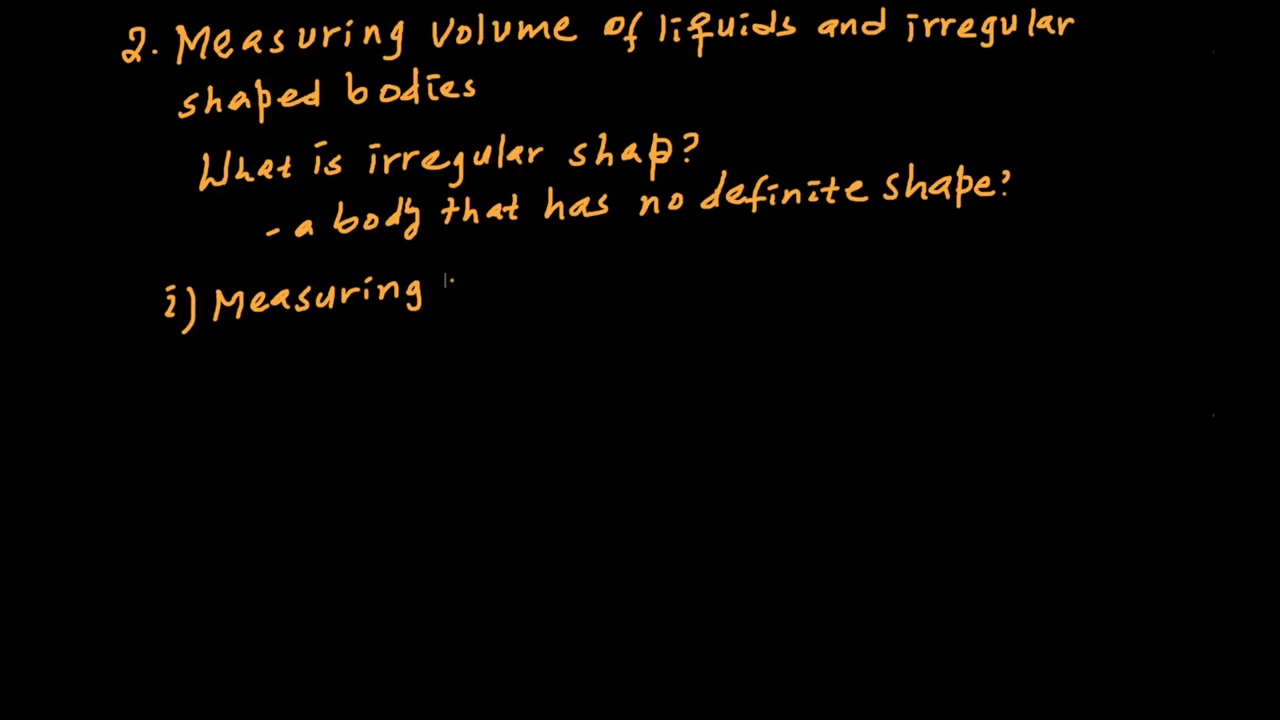 2. Measuring volume of liquids and irregular
shaped bodies
What is irregular shap?
- a body that has no definite shape?
i) Measuring